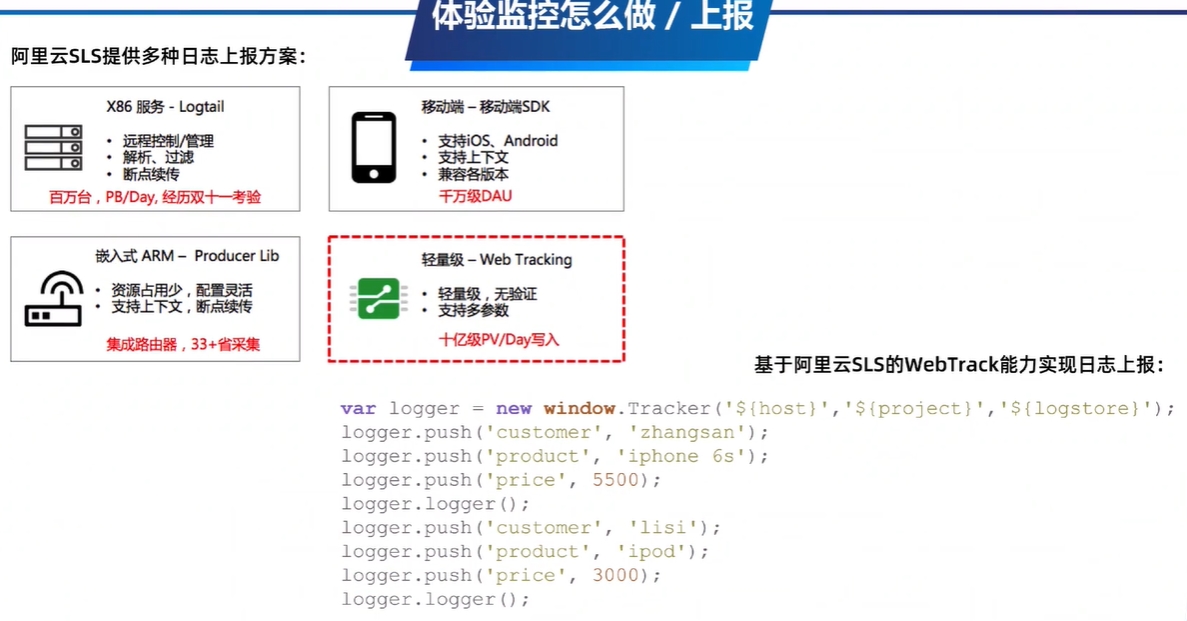 体验监控怎么做 / 上报
阿里云SLS提供多种日志上报方案：
X86 服务 - Logtail
• 远程控制/管理
• 解析、过滤
• 断点续传
百万台，PB/Day, 经历双十一考验
移动端 – 移动端SDK
• 支持iOS、Android
• 支持上下文
• 兼容各版本
千万级DAU
嵌入式 ARM – Producer Lib
• 资源占用少，配置灵活
• 支持上下文，断点续传
集成路由器，33+省采集
轻量级 – Web Tracking
• 轻量级，无验证
• 支持多参数
十亿级PV/Day写入
基于阿里云SLS的WebTrack能力实现日志上报：
var logger = new window.Tracker('${host}','${project}','${logstore}');
logger.push('customer', 'zhangsan');
logger.push('product', 'iphone 6s');
logger.push('price', 5500);
logger.logger();
logger.push('customer', 'lisi');
logger.push('product', 'ipod');
logger.push('price', 3000);
logger.logger();